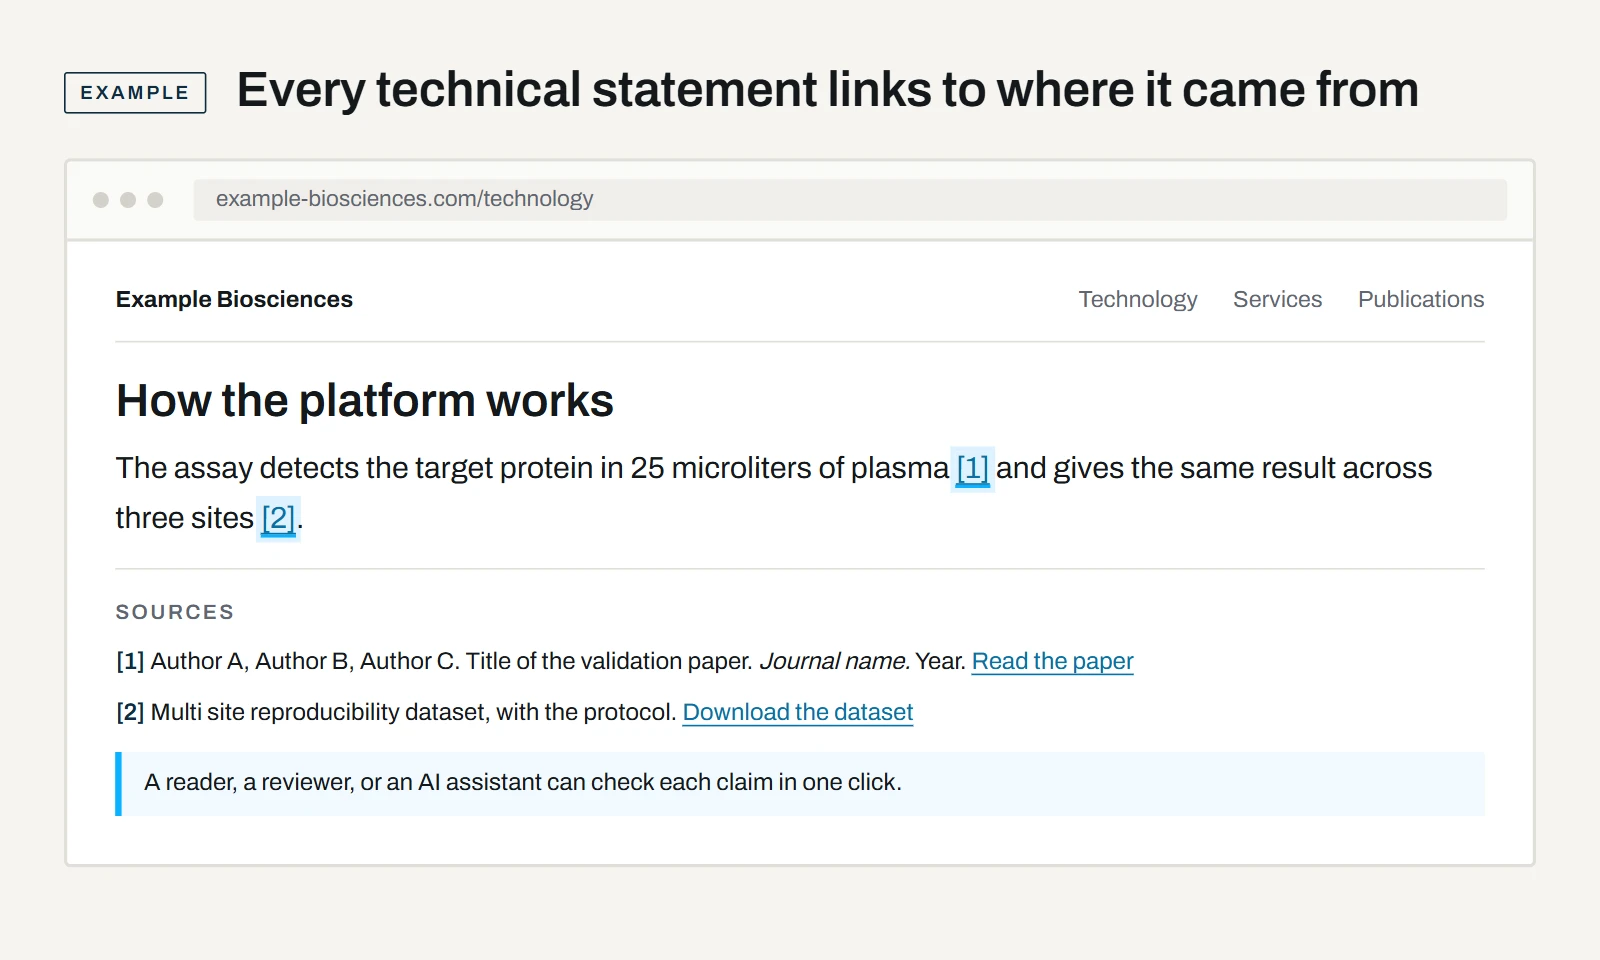 EXAMPLE
Every technical statement links to where it came from
example-biosciences.com/technology
Example Biosciences
Technology Services Publications
How the platform works
The assay detects the target protein in 25 microliters of plasma [1] and gives the same result across
three sites [2].
SOURCES
[1] Author A, Author B, Author C. Title of the validation paper. Journal name. Year. Read the paper
[2] Multi site reproducibility dataset, with the protocol. Download the dataset
A reader, a reviewer, or an AI assistant can check each claim in one click.